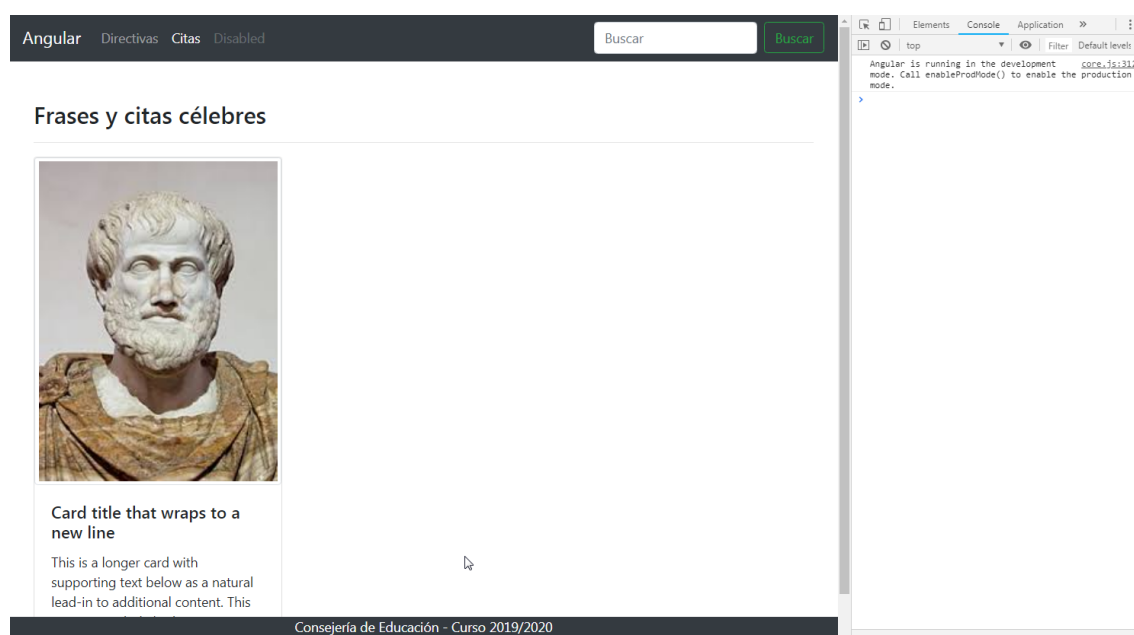 Angular Directivas Citas Disabled Buscar Buscar
Elements Console Application »
top Filter Default levels
Angular is running in the development core.js:312
mode. Call enableProdMode() to enable the production
mode.
>
Frases y citas célebres
Card title that wraps to a
new line
This is a longer card with
supporting text below as a natural
lead-in to additional content. This
Consejería de Educación - Curso 2019/2020